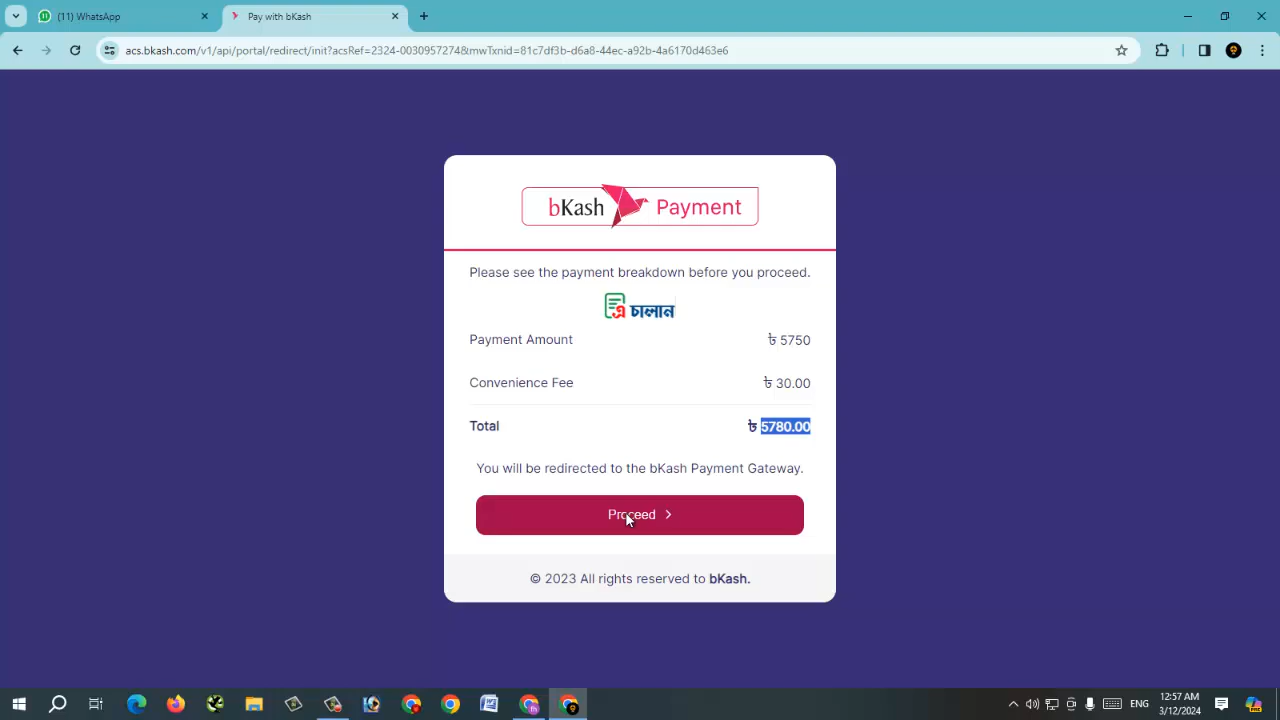 (1) WhatsApp
Pay with bKash
acs.bkash.com/v1/api/portal/redirect/init?acsRef=2324-0030957274&mwTxnid=81c7df3b-d6a8-44ec-a92b-4a6170d463e6
bKash Payment
Please see the payment breakdown before you proceed.
এ চালান
Payment Amount ৳ 5750
Convenience Fee ৳ 30.00
Total ৳ 5780.00
You will be redirected to the bKash Payment Gateway.
Proceed >
© 2023 All rights reserved to bKash.
ENG
12:57 AM
3/12/2024